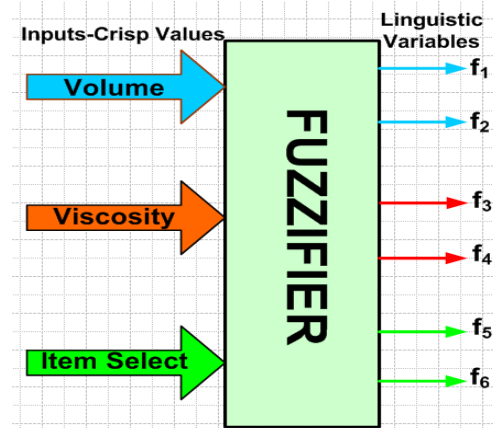 Inputs-Crisp Values
Linguistic
Variables
Volume
Viscosity
Item Select
FUZZIFIER
f1
f2
f3
f4
f5
f6